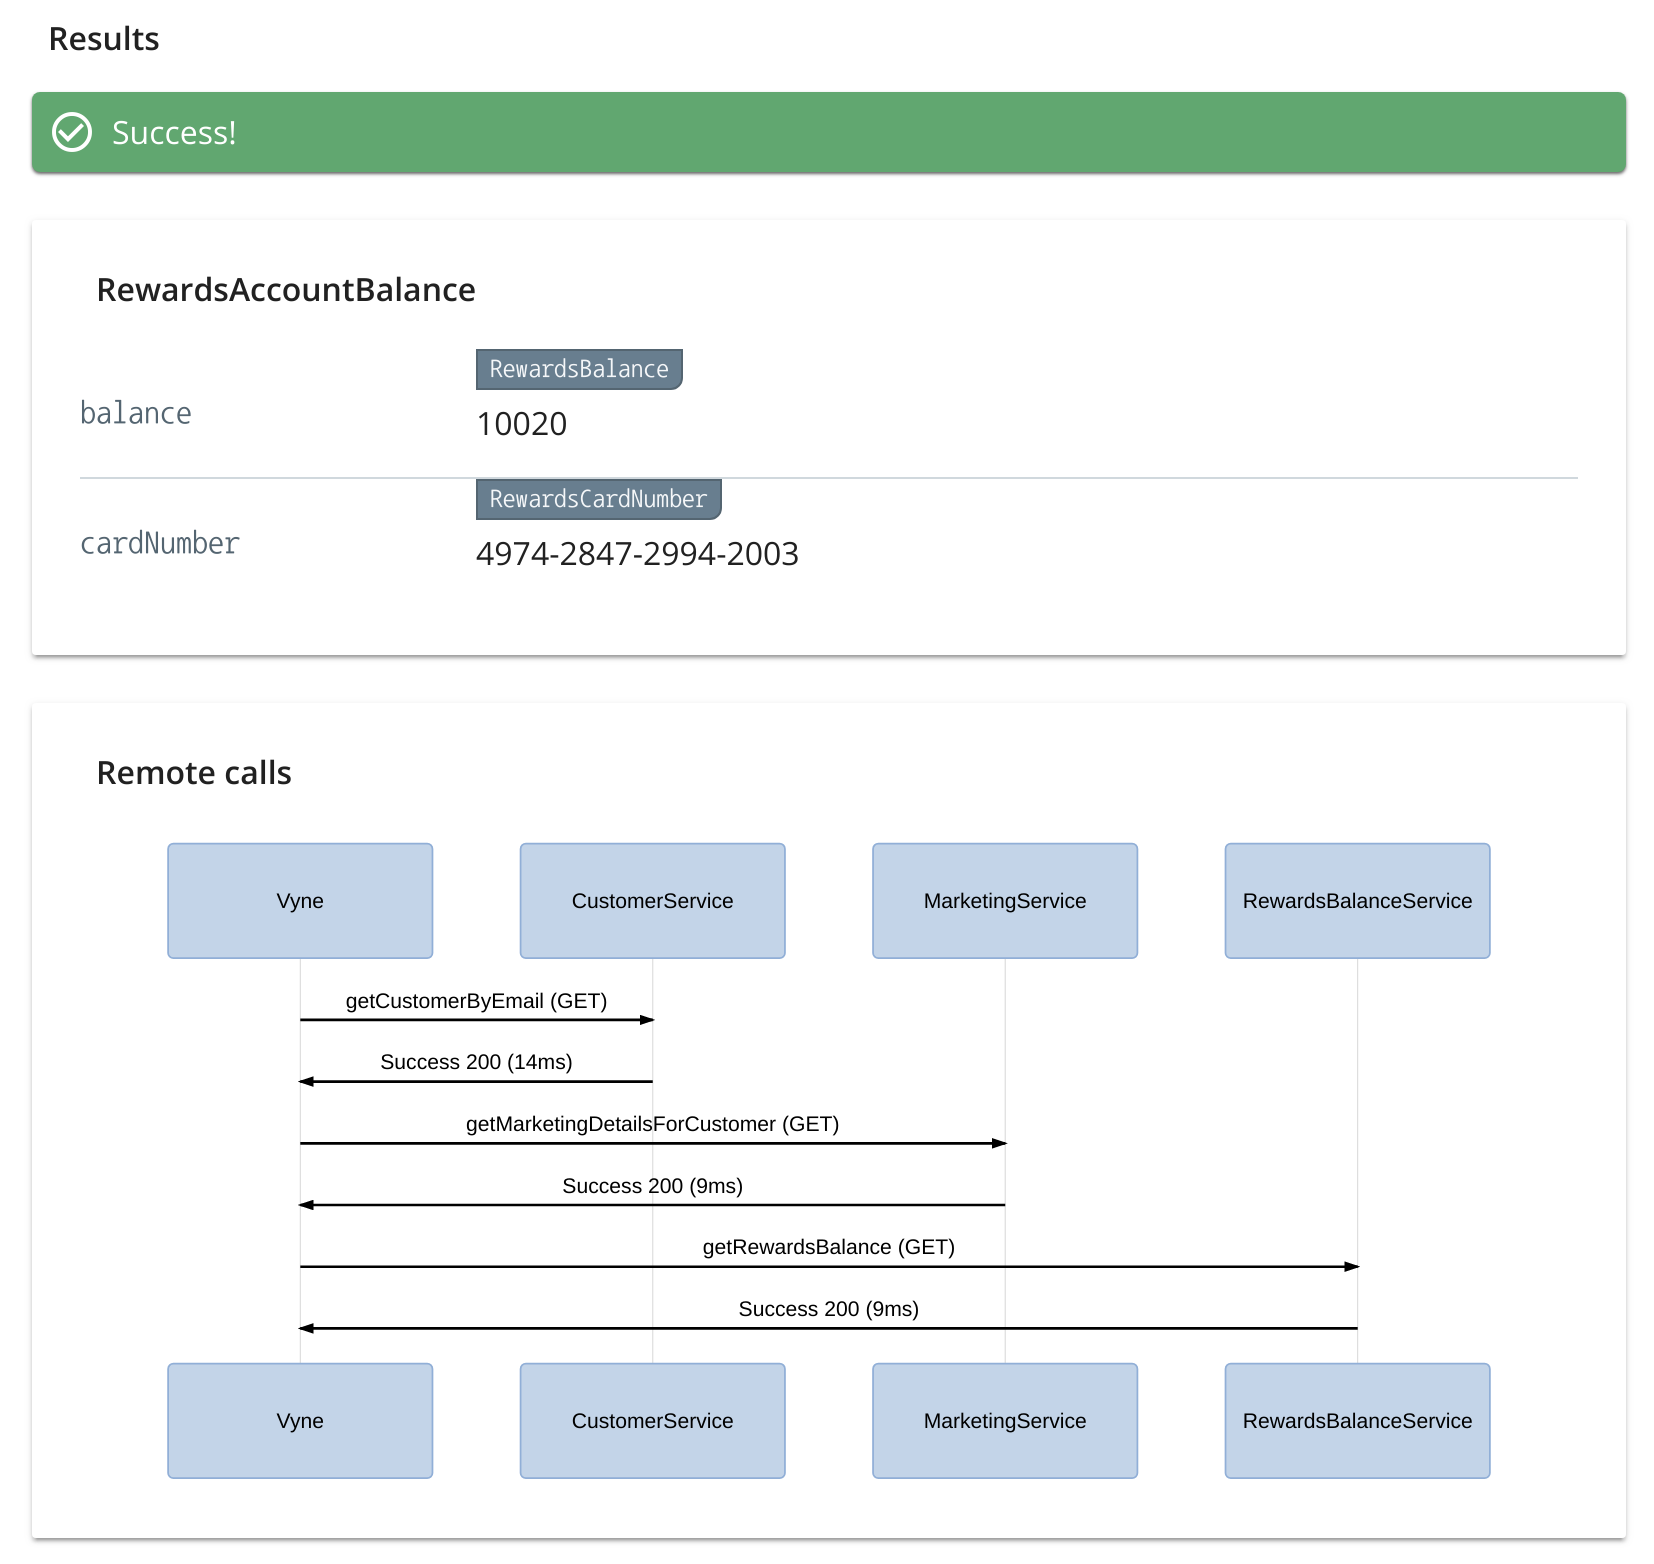 Results
Success!
RewardsAccountBalance
RewardsBalance
balance
10020
RewardsCardNumber
cardNumber
4974-2847-2994-2003
Remote calls
Vyne CustomerService MarketingService RewardsBalanceService
getCustomerByEmail (GET)
Success 200 (14ms)
getMarketingDetailsForCustomer (GET)
Success 200 (9ms)
getRewardsBalance (GET)
Success 200 (9ms)
Vyne CustomerService MarketingService RewardsBalanceService